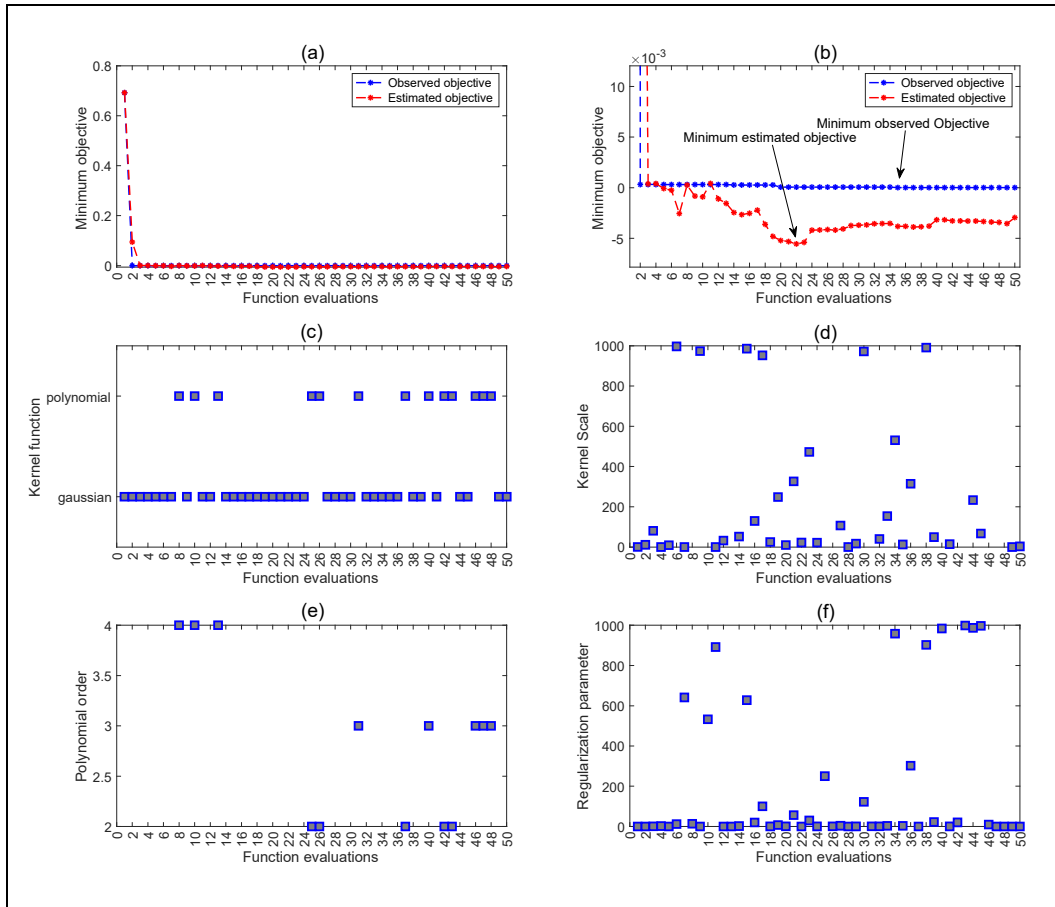 (a)
0.8
0.6
0.4
0.2
0
Minimum objective
Observed objective
Estimated objective
0 2 4 6 8 10 12 14 16 18 20 22 24 26 28 30 32 34 36 38 40 42 44 46 48 50
Function evaluations
(b)
×10-3
10
5
0
-5
Minimum objective
Observed objective
Estimated objective
Minimum observed Objective
Minimum estimated objective
2 4 6 8 10 12 14 16 18 20 22 24 26 28 30 32 34 36 38 40 42 44 46 48 50
Function evaluations
(c)
Kernel function
polynomial
gaussian
0 2 4 6 8 10 12 14 16 18 20 22 24 26 28 30 32 34 36 38 40 42 44 46 48 50
Function evaluations
(d)
1000
800
600
400
200
0
Kernel Scale
0 2 4 6 8 10 12 14 16 18 20 22 24 26 28 30 32 34 36 38 40 42 44 46 48 50
Function evaluations
(e)
4
3.5
3
2.5
2
Polynomial order
0 2 4 6 8 10 12 14 16 18 20 22 24 26 28 30 32 34 36 38 40 42 44 46 48 50
Function evaluations
(f)
1000
800
600
400
200
0
Regularization parameter
0 2 4 6 8 10 12 14 16 18 20 22 24 26 28 30 32 34 36 38 40 42 44 46 48 50
Function evaluations